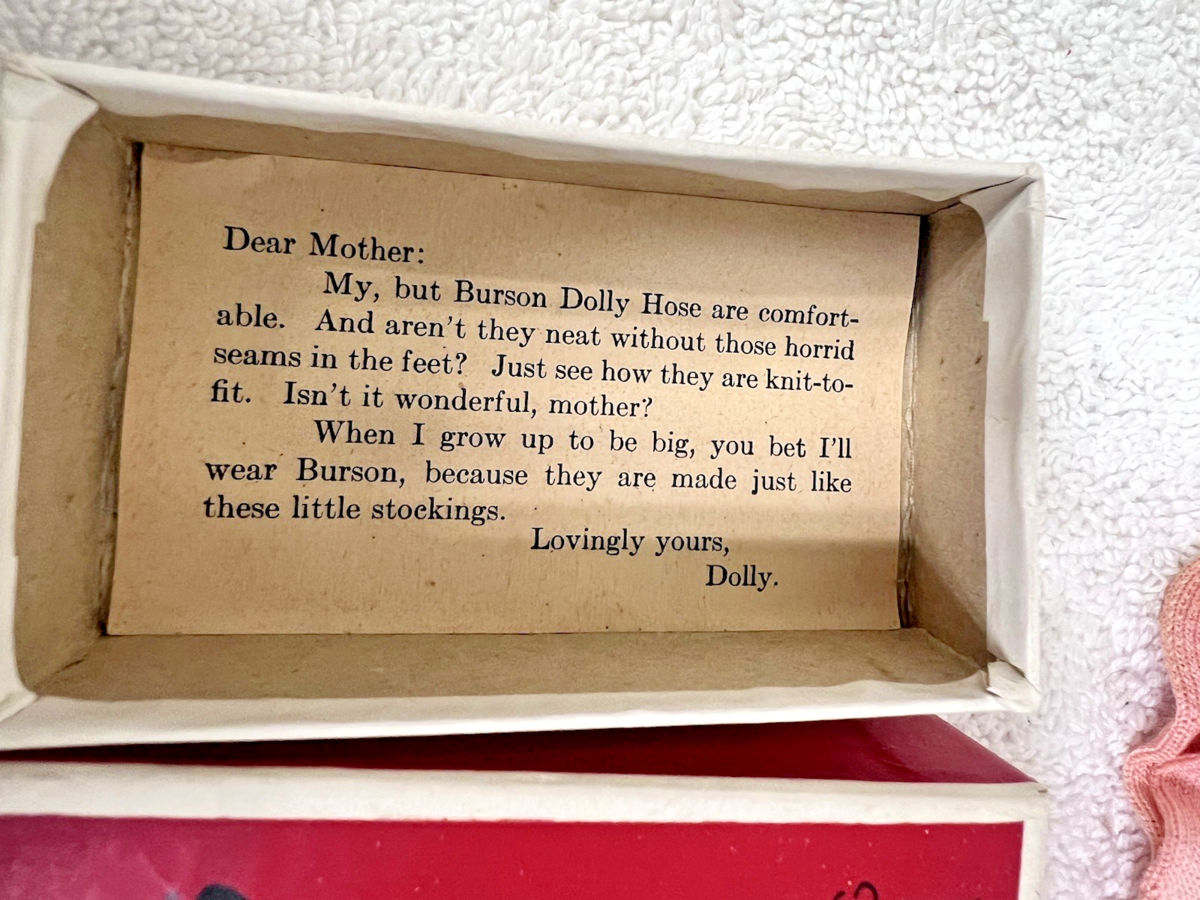 Dear Mother:
My, but Burson Dolly Hose are comfort-
able. And aren't they neat without those horrid
seams in the feet? Just see how they are knit-to-
fit. Isn't it wonderful, mother?
When I grow up to be big, you bet I'll
wear Burson, because they are made just like
these little stockings.
Lovingly yours,
Dolly.